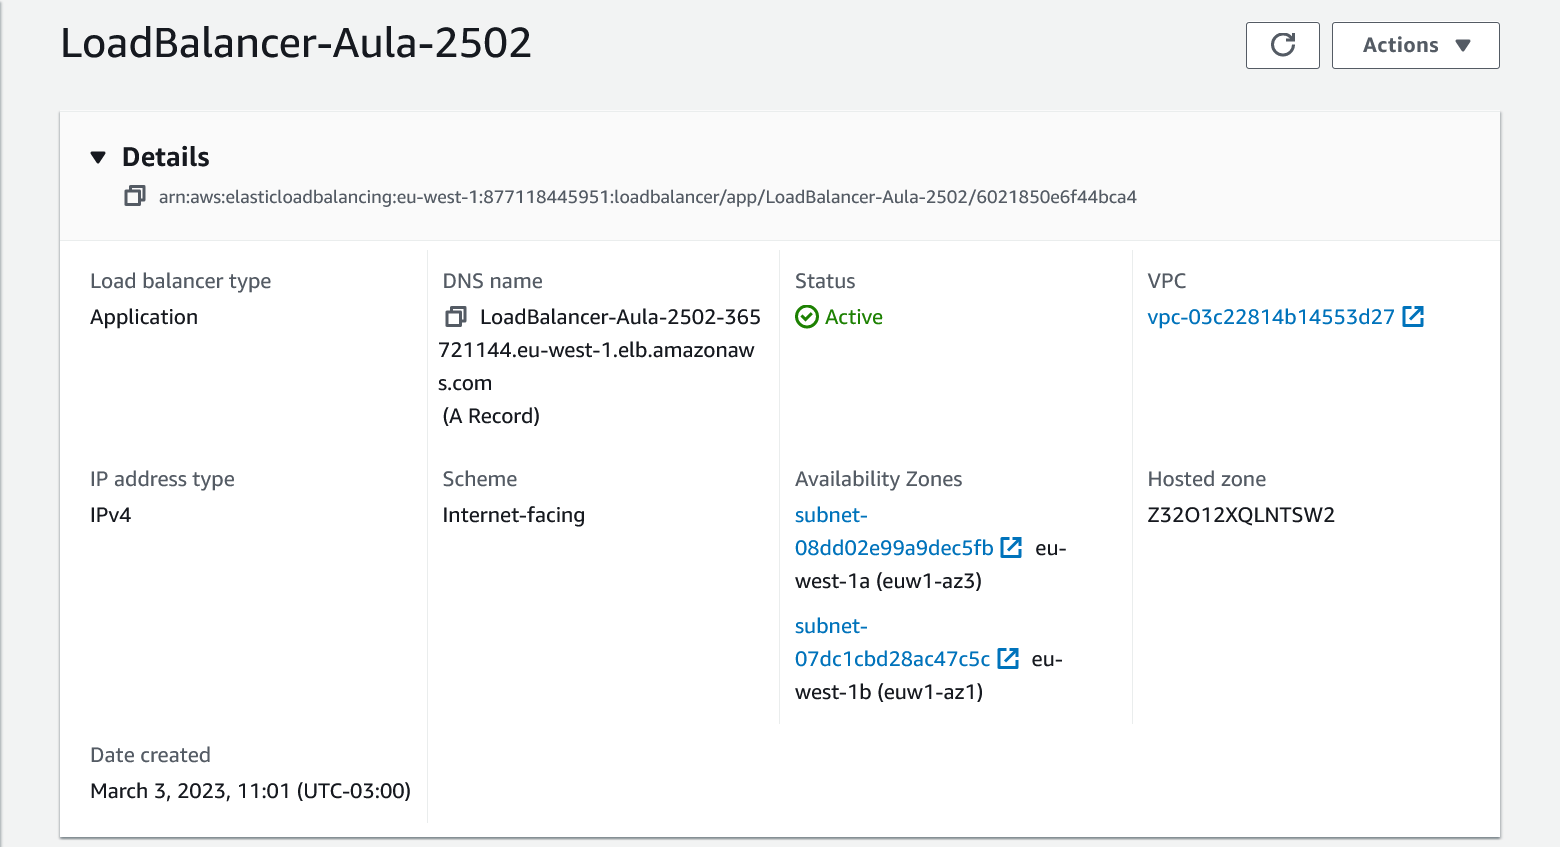 LoadBalancer-Aula-2502
Actions
Details
arn:aws:elasticloadbalancing:eu-west-1:877118445951:loadbalancer/app/LoadBalancer-Aula-2502/6021850e6f44bca4
Load balancer type
Application
DNS name
LoadBalancer-Aula-2502-365
721144.eu-west-1.elb.amazonaw
s.com
(A Record)
Status
Active
VPC
vpc-03c22814b14553d27
IP address type
IPv4
Scheme
Internet-facing
Availability Zones
subnet-
08dd02e99a9dec5fb eu-
west-1a (euw1-az3)
subnet-
07dc1cbd28ac47c5c eu-
west-1b (euw1-az1)
Hosted zone
Z32O12XQLNTSW2
Date created
March 3, 2023, 11:01 (UTC-03:00)